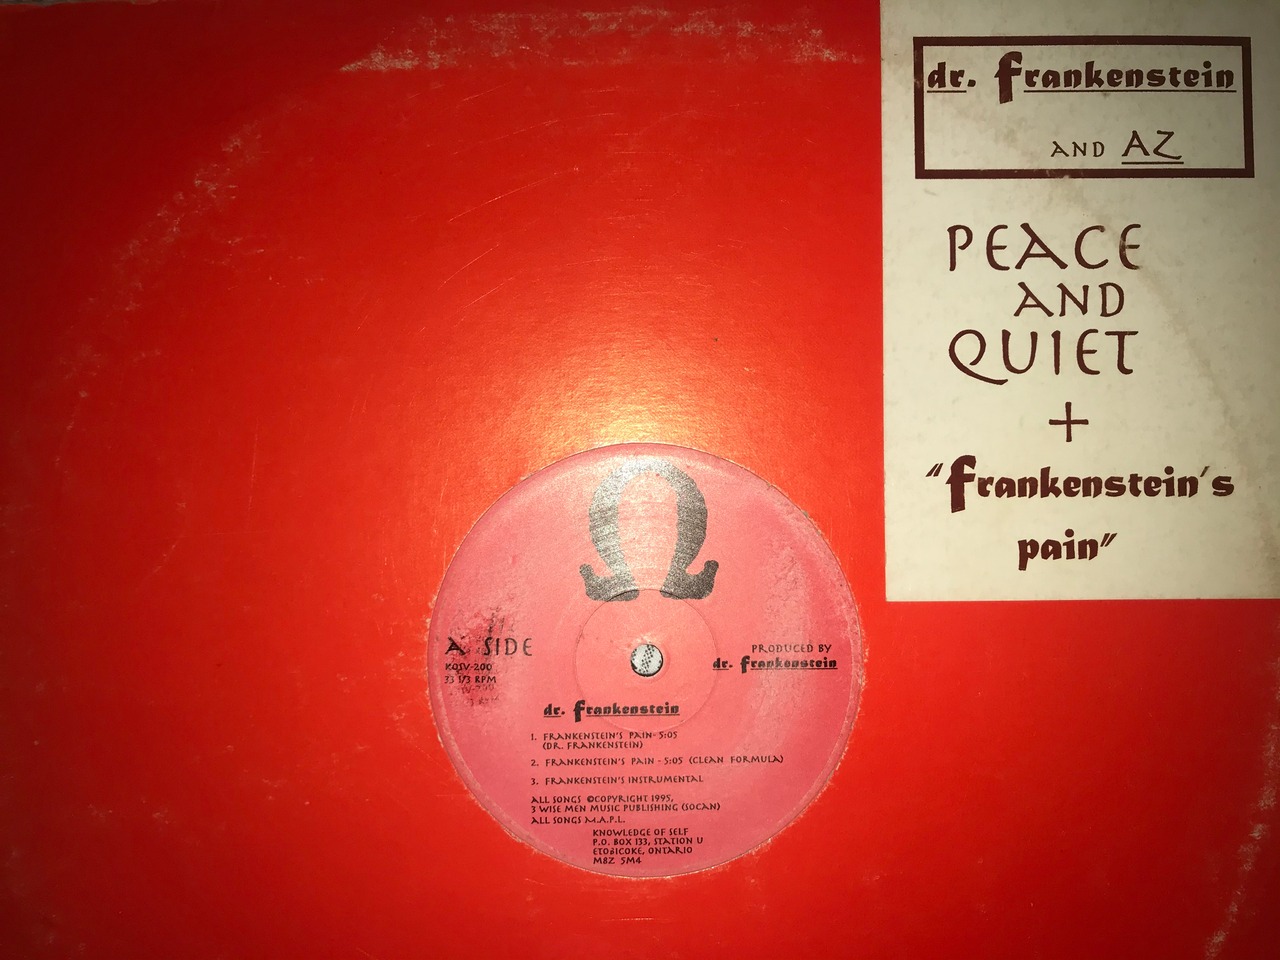 dr. Frankenstein
AND AZ
PEACE
AND
QUIET
+
"Frankenstein's
pain"
Ω
A SIDE
KOSV-200
33 1/3 RPM
PRODUCED BY
dr. Frankenstein
dr. Frankenstein
1. FRANKENSTEIN'S PAIN- 5:05
(DR. FRANKENSTEIN)
2. FRANKENSTEIN'S PAIN - 5:05 (CLEAN FORMULA)
3. FRANKENSTEIN'S INSTRUMENTAL
ALL SONGS ©COPYRIGHT 1995,
3 WISE MEN MUSIC PUBLISHING (SOCAN)
ALL SONGS M.A.P.L.
KNOWLEDGE OF SELF
P.O. BOX 133, STATION U
ETOBICOKE, ONTARIO
M8Z 5M4